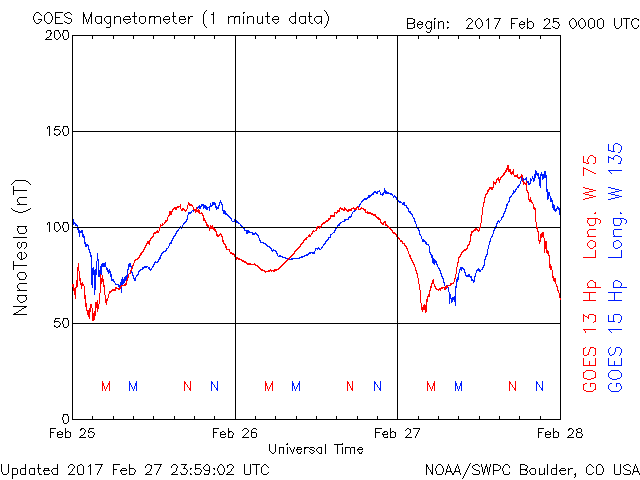 GOES Magnetometer (1 minute data)
Begin: 2017 Feb 25 0000 UTC
200
150
100
50
0
NanoTesla (nT)
M M N N M M N N M M N N
Feb 25 Feb 26 Feb 27 Feb 28
Universal Time
GOES 13 Hp Long. W 75
GOES 15 Hp Long. W 135
Updated 2017 Feb 27 23:59:02 UTC
NOAA/SWPC Boulder, CO USA